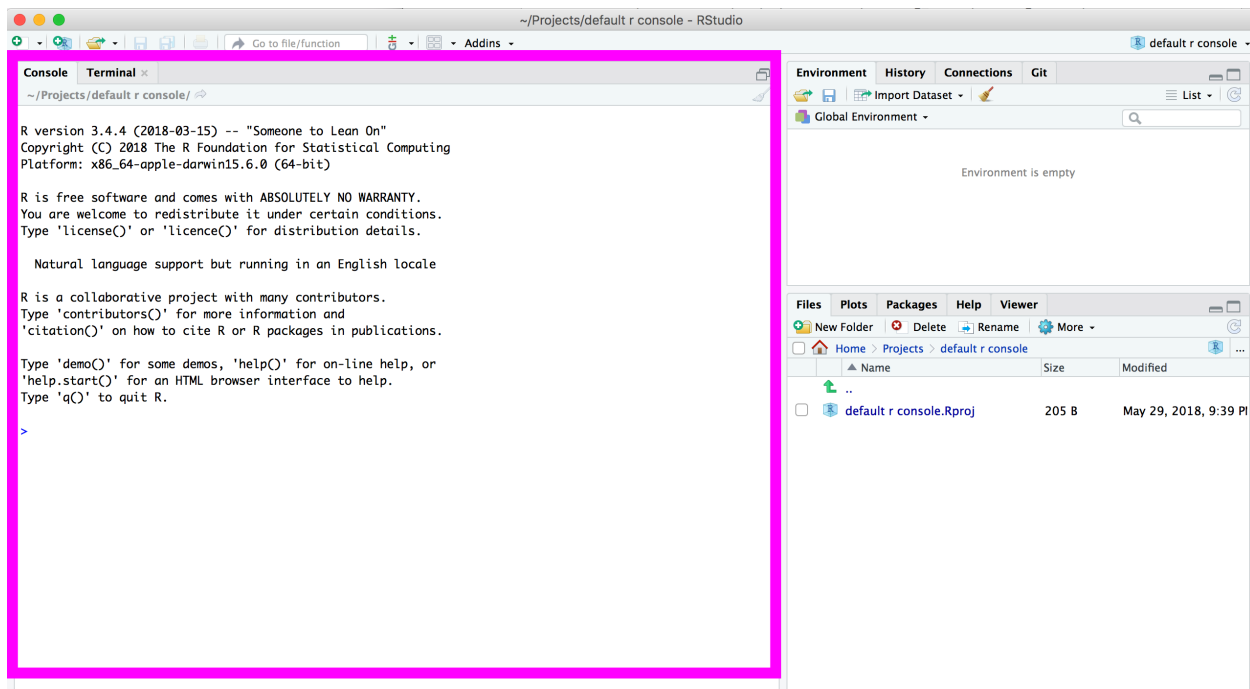 ~/Projects/default r console - RStudio
Go to file/function
Addins
default r console
Console Terminal
~/Projects/default r console/
R version 3.4.4 (2018-03-15) -- "Someone to Lean On"
Copyright (C) 2018 The R Foundation for Statistical Computing
Platform: x86_64-apple-darwin15.6.0 (64-bit)
R is free software and comes with ABSOLUTELY NO WARRANTY.
You are welcome to redistribute it under certain conditions.
Type 'license()' or 'licence()' for distribution details.
Natural language support but running in an English locale
R is a collaborative project with many contributors.
Type 'contributors()' for more information and
'citation()' on how to cite R or R packages in publications.
Type 'demo()' for some demos, 'help()' for on-line help, or
'help.start()' for an HTML browser interface to help.
Type 'q()' to quit R.
>
Environment History Connections Git
Import Dataset List
Global Environment
Environment is empty
Files Plots Packages Help Viewer
New Folder Delete Rename More
Home > Projects > default r console ...
Name Size Modified
..
default r console.Rproj 205 B May 29, 2018, 9:39 P